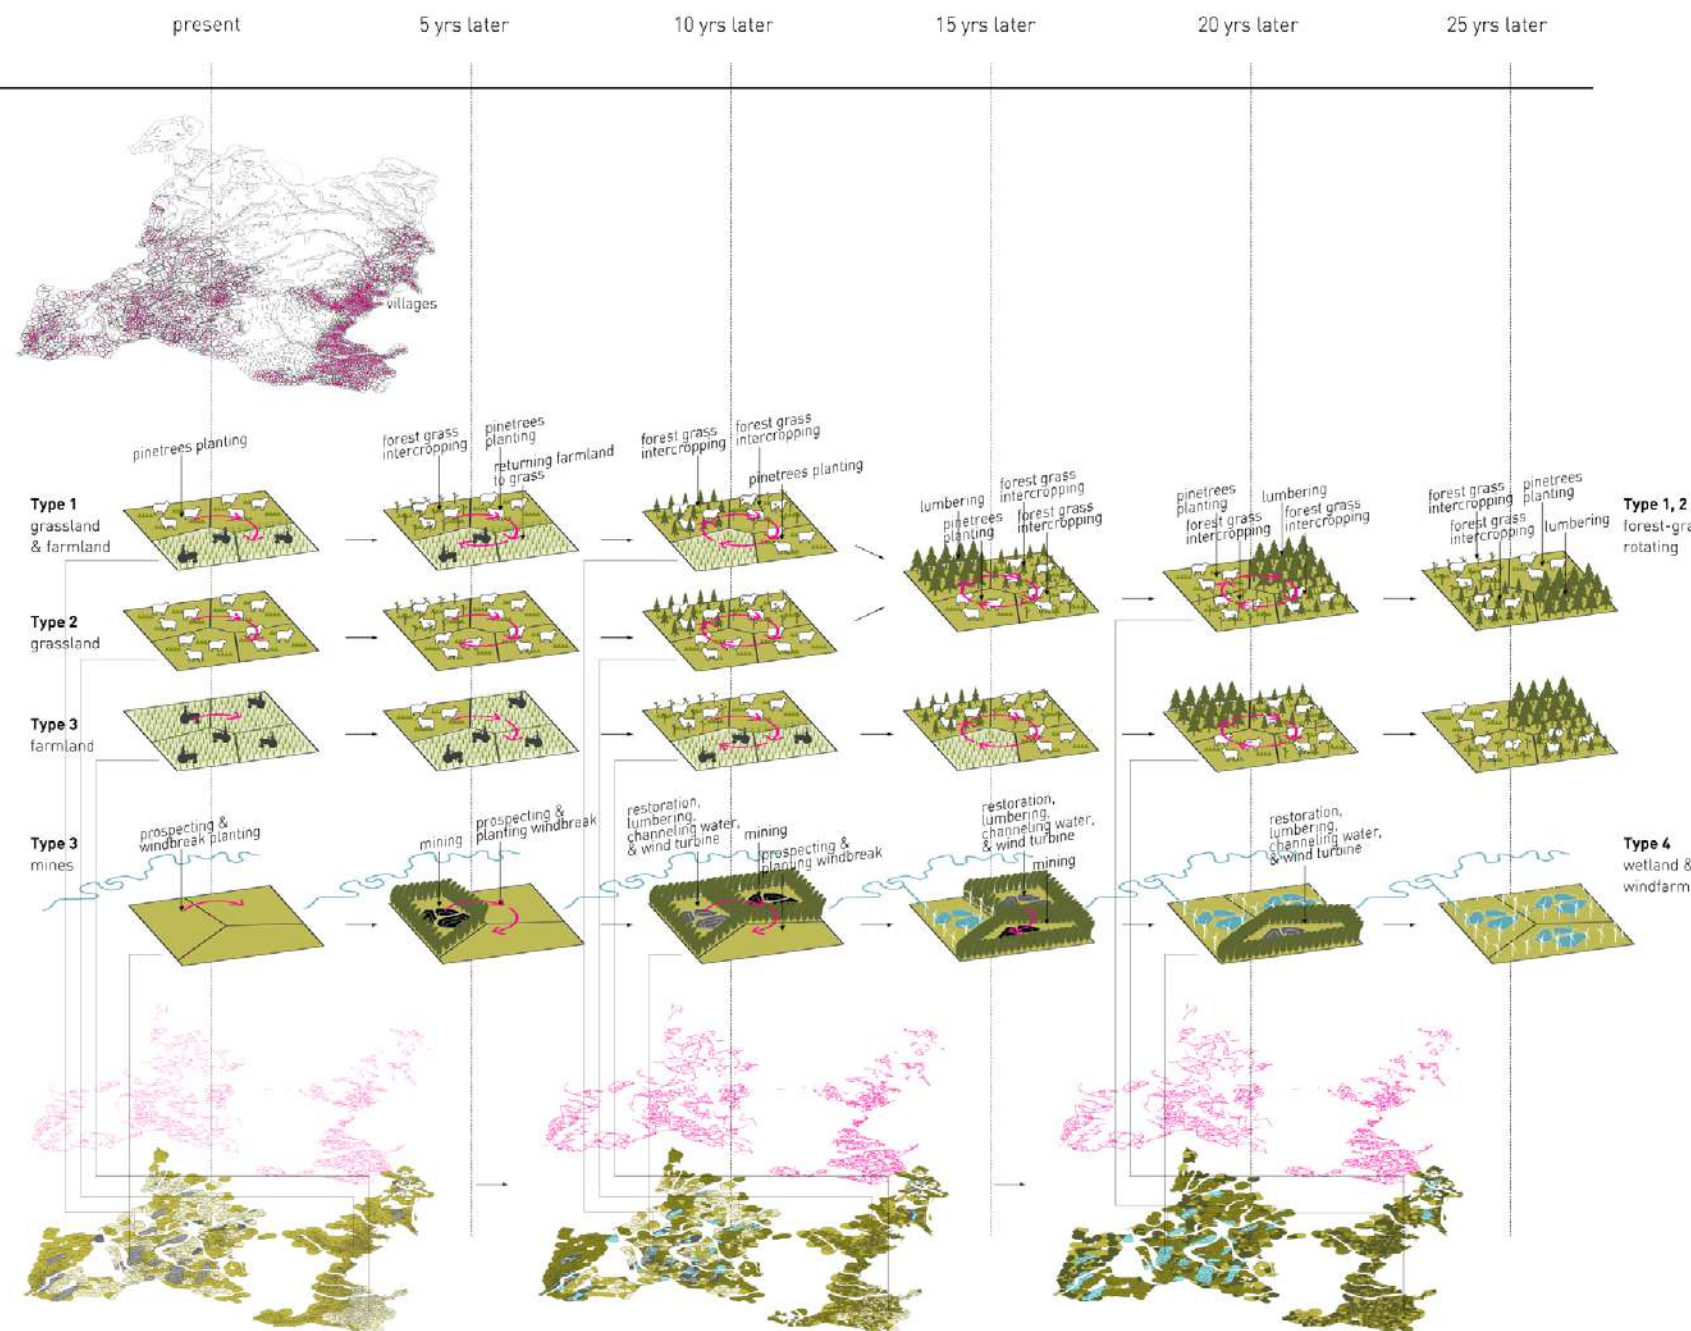 present
5 yrs later
10 yrs later
15 yrs later
20 yrs later
25 yrs later
villages
Type 1
grassland
& farmland
pinetrees planting
forest grass
intercropping
pinetrees
planting
returning farmland
to grass
forest grass
intercropping
forest grass
intercropping
pinetrees planting
lumbering
forest grass
intercropping
pinetrees
planting
forest grass
intercropping
pinetrees
planting
lumbering
forest grass
intercropping
forest grass
intercropping
forest grass
intercropping
pinetrees
planting
forest grass
intercropping
lumbering
Type 1, 2
forest-gra
rotating
Type 2
grassland
Type 3
farmland
Type 3
mines
prospecting &
windbreak planting
mining
prospecting &
planting windbreak
restoration,
lumbering,
channeling water,
& wind turbine
mining
prospecting &
planting windbreak
restoration,
lumbering,
channeling water,
& wind turbine
mining
restoration,
lumbering,
channeling water,
& wind turbine
Type 4
wetland &
windfarm